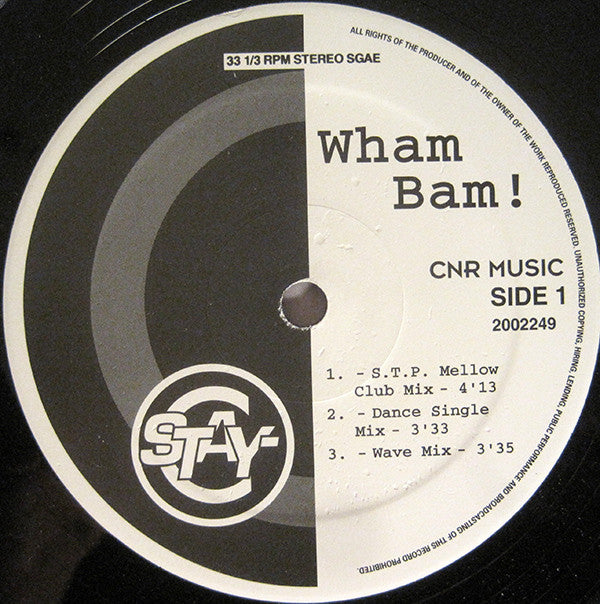 33 1/3 RPM STEREO SGAE
ALL RIGHTS OF THE PRODUCER AND OF THE OWNER OF THE WORK REPRODUCED RESERVED. UNAUTHORIZED COPYING, HIRING, LENDING, PUBLIC PERFORMANCE AND BROADCASTING OF THIS RECORD PROHIBITED.
Wham
Bam!
CNR MUSIC
SIDE 1
2002249
1. - S.T.P. Mellow
Club Mix - 4'13
2. - Dance Single
Mix - 3'33
3. - Wave Mix - 3'35
STAY-C